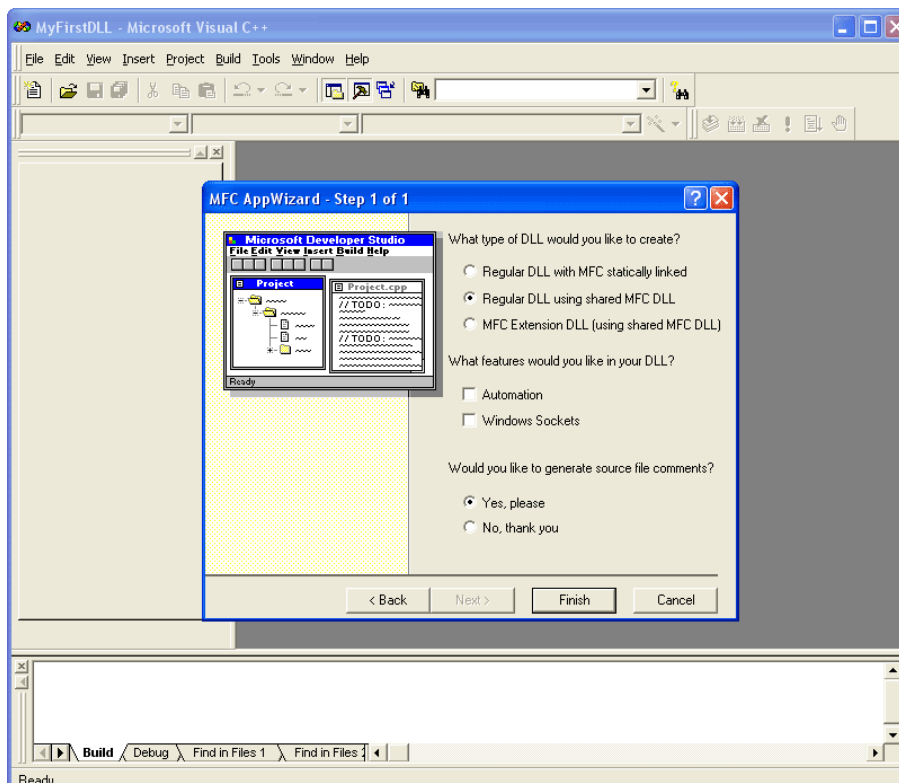 MyFirstDLL - Microsoft Visual C++
File Edit View Insert Project Build Tools Window Help
MFC AppWizard - Step 1 of 1
Microsoft Developer Studio
File Edit View Insert Build Help
Project
Project.cpp
//TODO:
//TODO:
Ready
What type of DLL would you like to create?
Regular DLL with MFC statically linked
Regular DLL using shared MFC DLL
MFC Extension DLL (using shared MFC DLL)
What features would you like in your DLL?
Automation
Windows Sockets
Would you like to generate source file comments?
Yes, please
No, thank you
< Back Next > Finish Cancel
Build Debug Find in Files 1 Find in Files
Ready